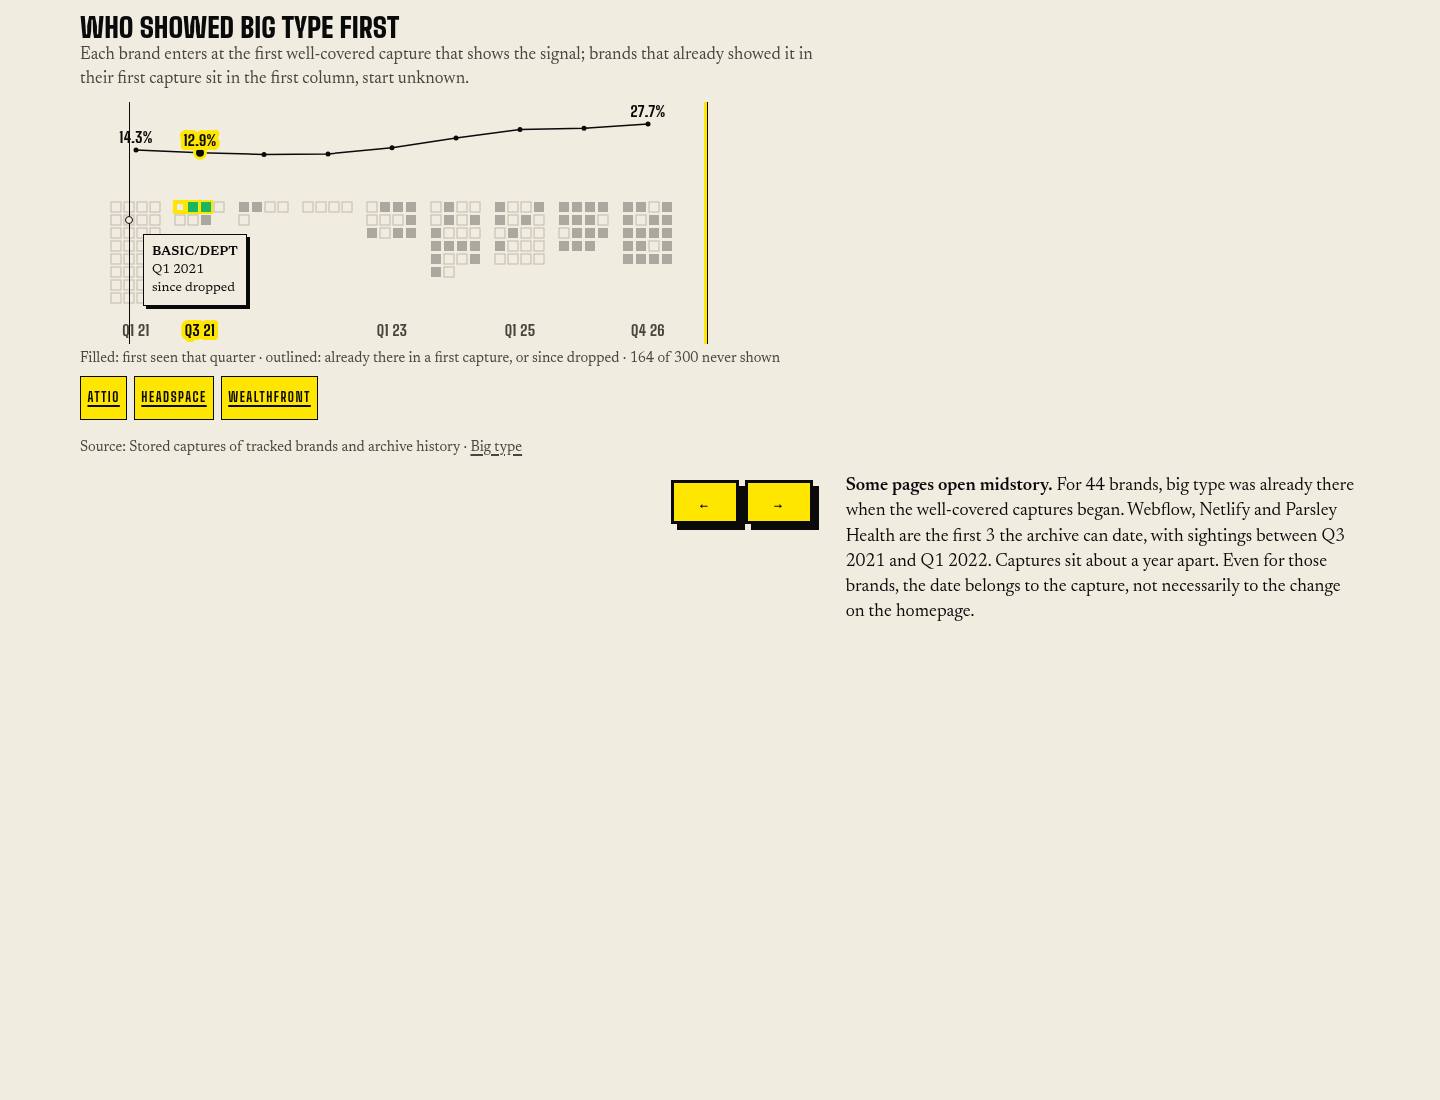 WHO SHOWED BIG TYPE FIRST
Each brand enters at the first well-covered capture that shows the signal; brands that already showed it in
their first capture sit in the first column, start unknown.
14.3%
12.9%
27.7%
BASIC/DEPT
Q1 2021
since dropped
Q1 21
Q3 21
Q1 23
Q1 25
Q4 26
Filled: first seen that quarter · outlined: already there in a first capture, or since dropped · 164 of 300 never shown
ATTIO
HEADSPACE
WEALTHFRONT
Source: Stored captures of tracked brands and archive history · Big type
← →
Some pages open midstory. For 44 brands, big type was already there
when the well-covered captures began. Webflow, Netlify and Parsley
Health are the first 3 the archive can date, with sightings between Q3
2021 and Q1 2022. Captures sit about a year apart. Even for those
brands, the date belongs to the capture, not necessarily to the change
on the homepage.